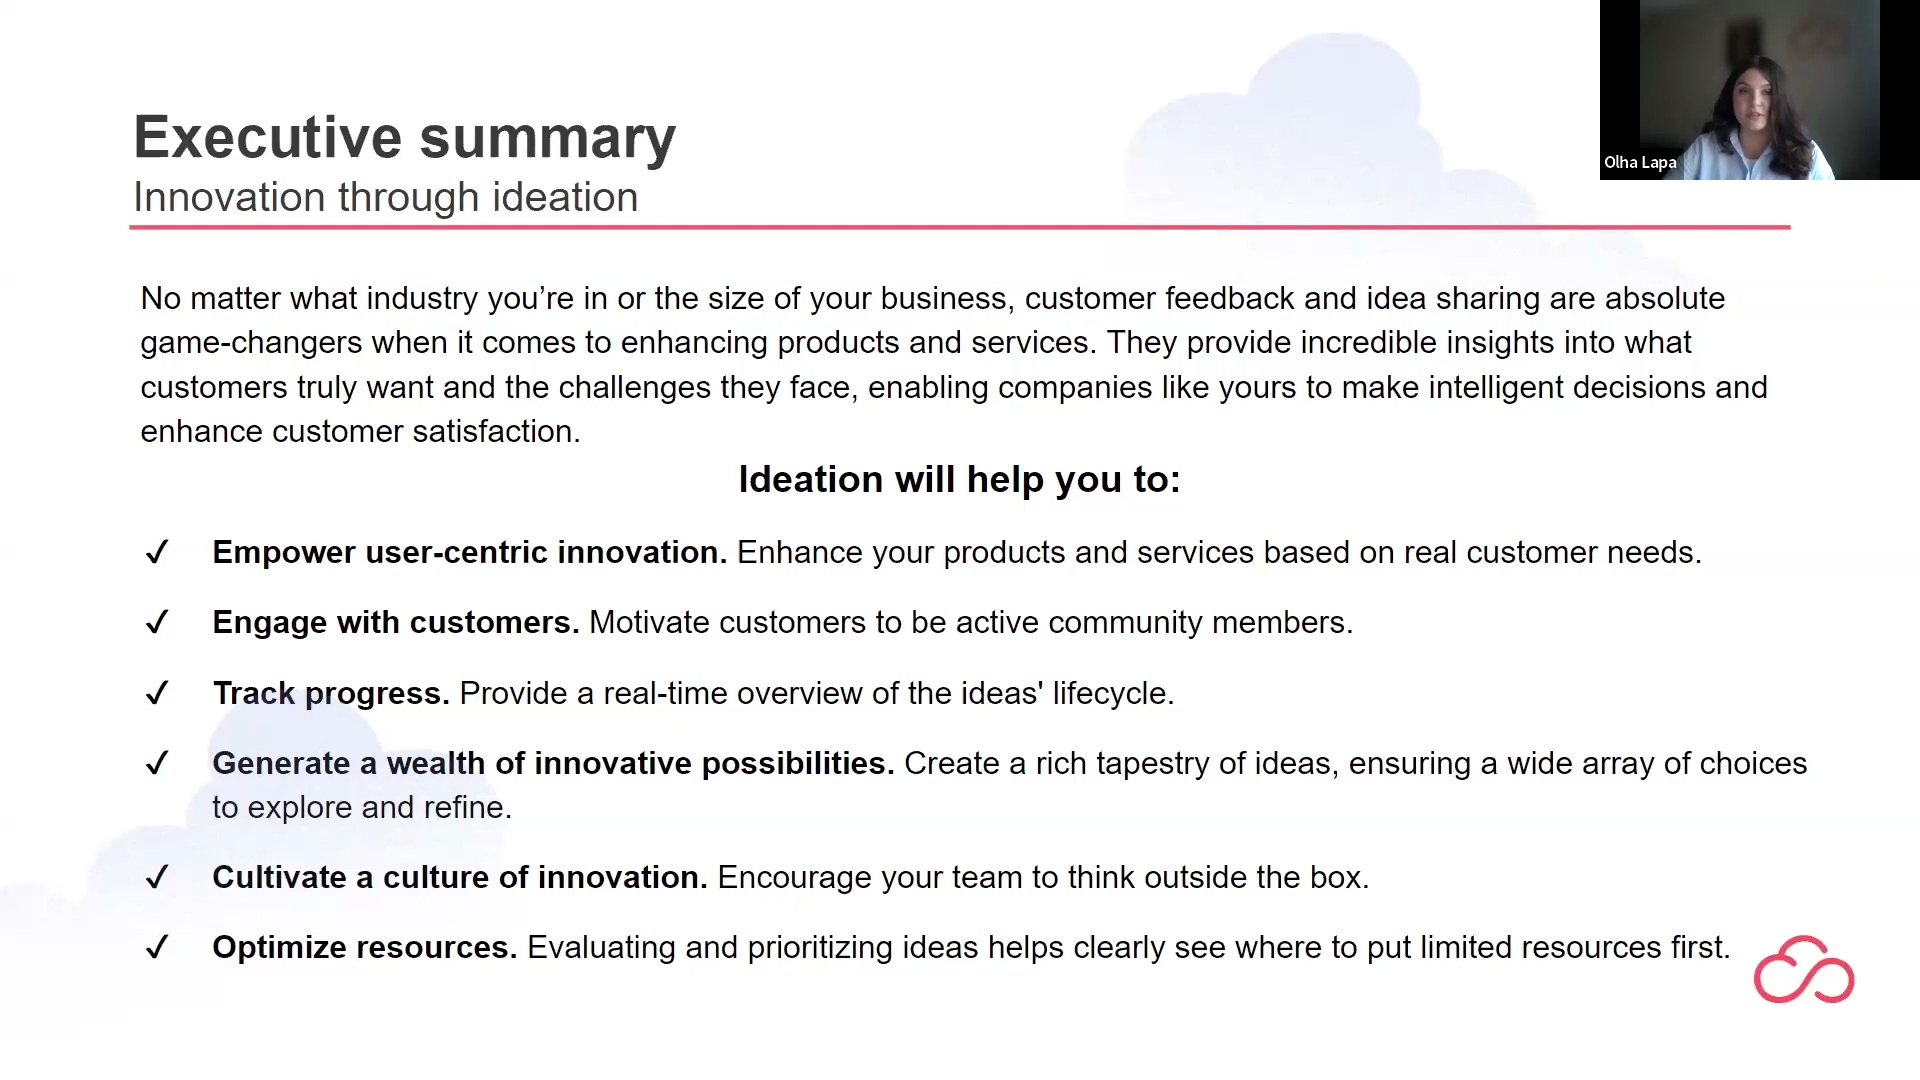 Executive summary
Innovation through ideation
Olha Lapa
No matter what industry you’re in or the size of your business, customer feedback and idea sharing are absolute
game-changers when it comes to enhancing products and services. They provide incredible insights into what
customers truly want and the challenges they face, enabling companies like yours to make intelligent decisions and
enhance customer satisfaction.
Ideation will help you to:
✓ Empower user-centric innovation. Enhance your products and services based on real customer needs.
✓ Engage with customers. Motivate customers to be active community members.
✓ Track progress. Provide a real-time overview of the ideas' lifecycle.
✓ Generate a wealth of innovative possibilities. Create a rich tapestry of ideas, ensuring a wide array of choices
to explore and refine.
✓ Cultivate a culture of innovation. Encourage your team to think outside the box.
✓ Optimize resources. Evaluating and prioritizing ideas helps clearly see where to put limited resources first.